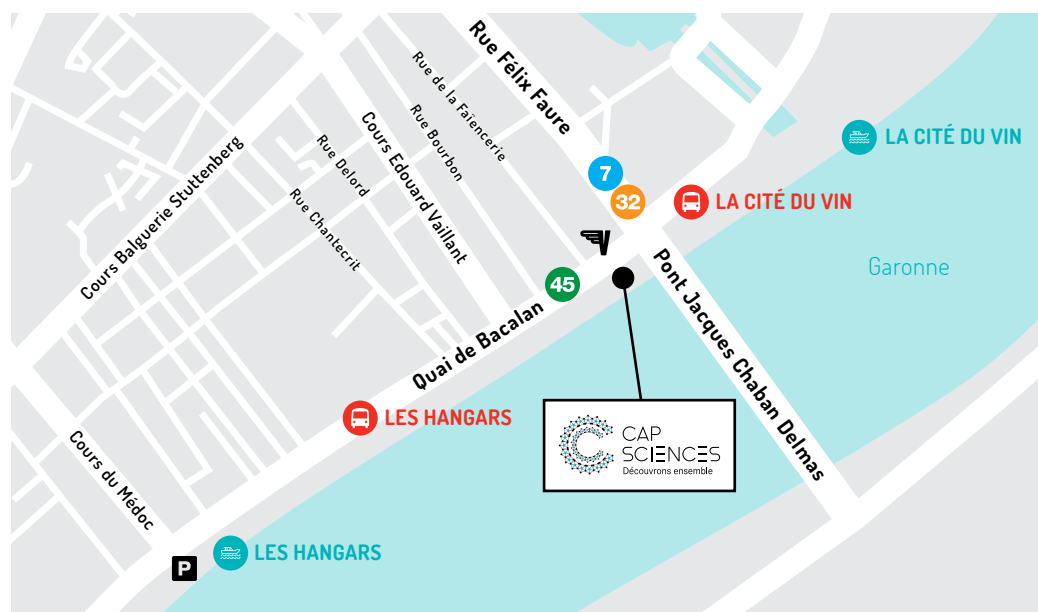 Rue Félix Faure
Rue de la Faïencerie
Rue Bourbon
Cours Edouard Vaillant
Rue Delord
Rue Chantecrit
Cours Balguerie Stuttenberg
LA CITÉ DU VIN
7
32
LA CITÉ DU VIN
Garonne
45
Quai de Bacalan
Pont Jacques Chaban Delmas
LES HANGARS
CAP
SCIENCES
Découvrons ensemble
Cours du Médoc
LES HANGARS
P